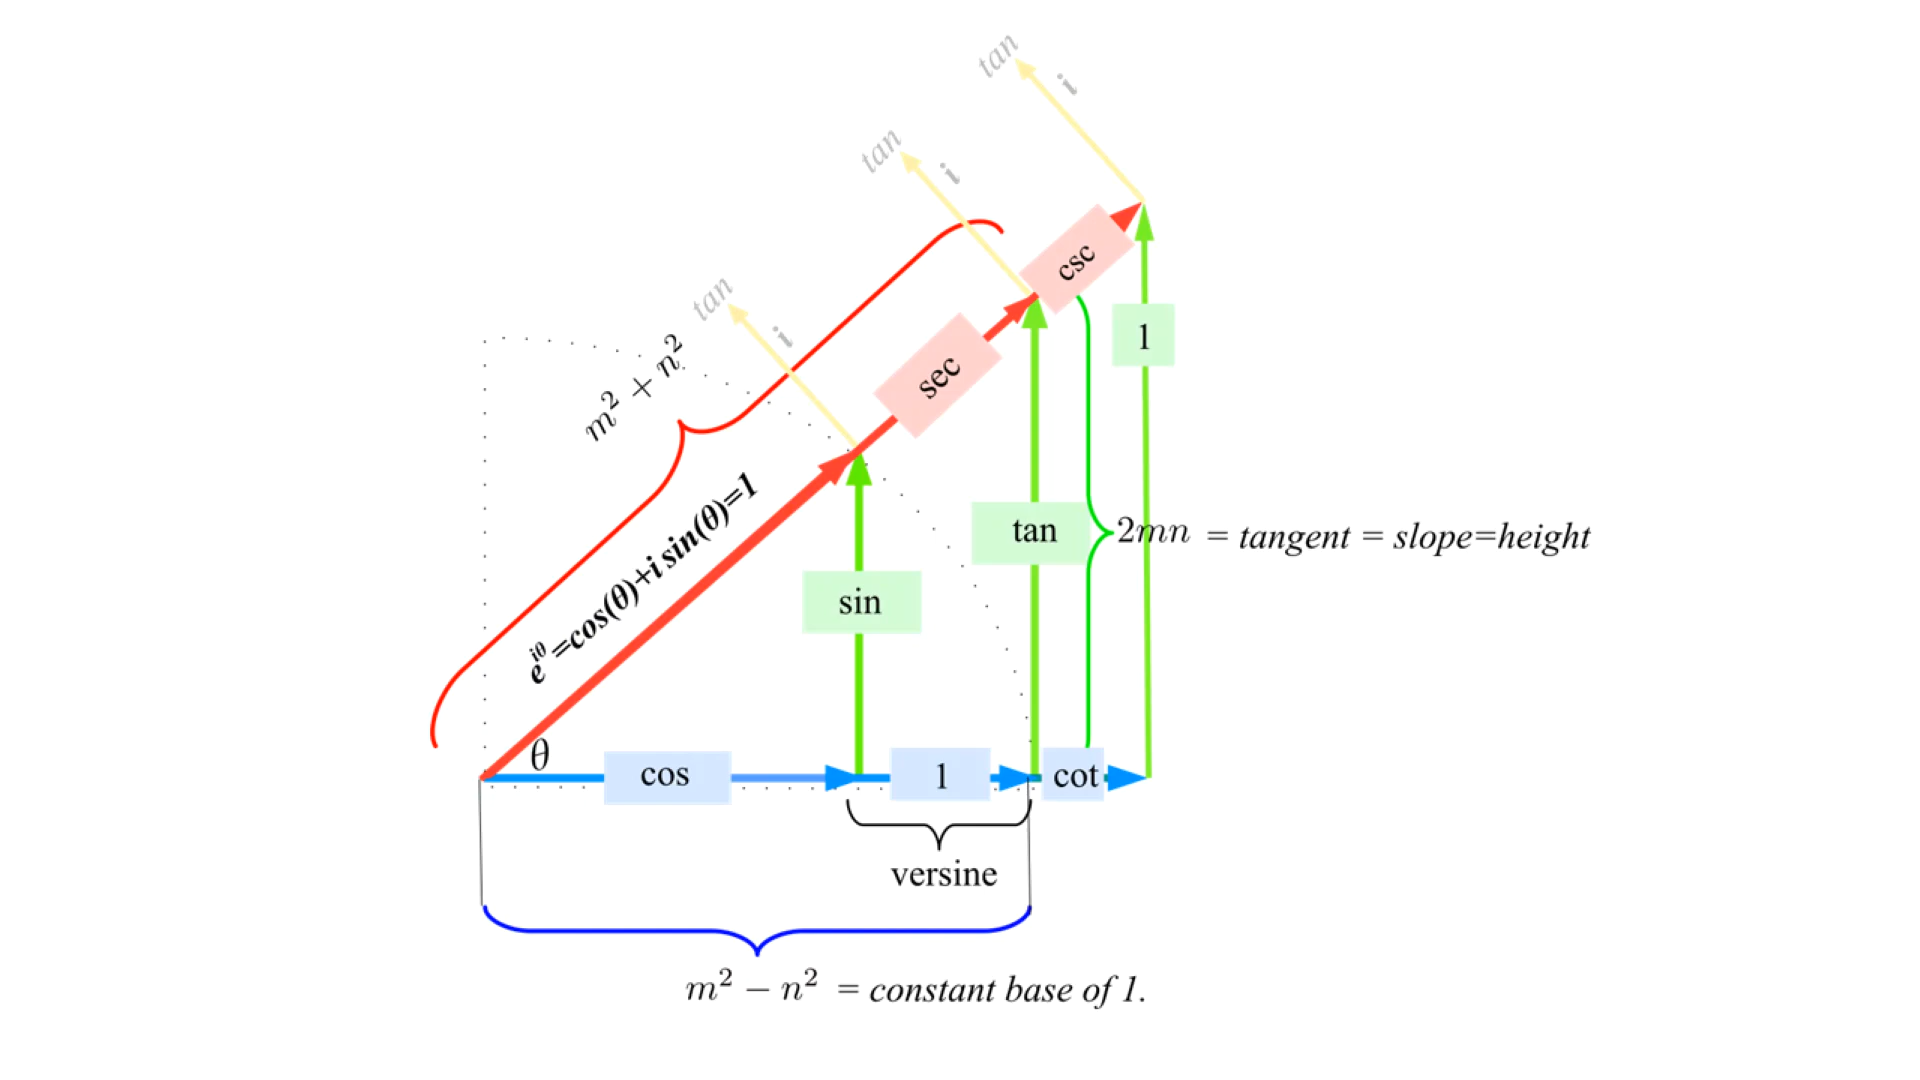 tan
i
tan
i
tan
i
m² + n²
csc
1
sec
e^{iθ}=cos(θ)+i sin(θ)=1
tan
2mn = tangent = slope=height
sin
θ
cos
1
cot
versine
m² − n² = constant base of 1.